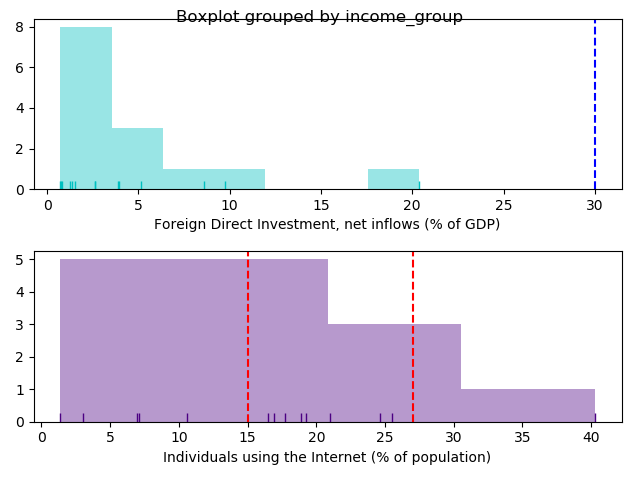 Boxplot grouped by income_group
8
6
4
2
0
0 5 10 15 20 25 30
Foreign Direct Investment, net inflows (% of GDP)
5
4
3
2
1
0
0 5 10 15 20 25 30 35 40
Individuals using the Internet (% of population)